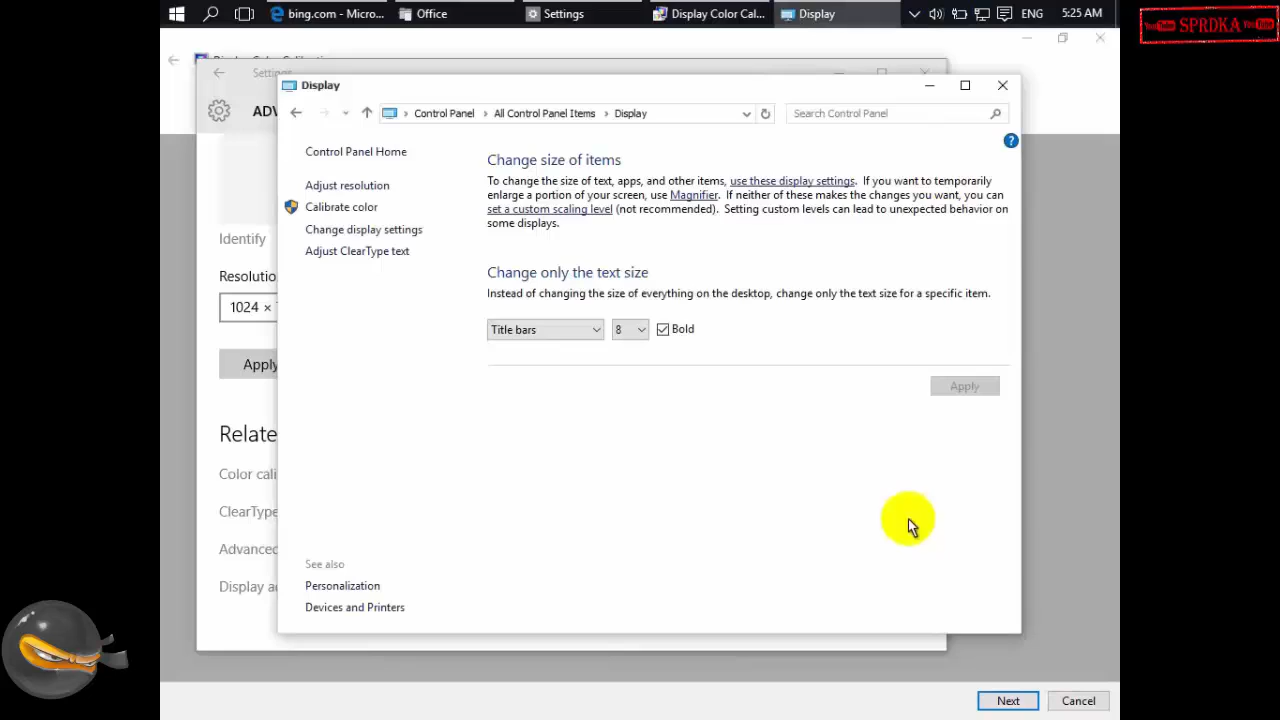 bing.com - Micro...
Office
Settings
Display Color Cal...
Display
ENG
5:25 AM
YouTube SPRDKA YouTube
Settings
Display
ADV
Control Panel
All Control Panel Items
Display
Search Control Panel
Control Panel Home
Adjust resolution
Calibrate color
Change display settings
Adjust ClearType text
Change size of items
To change the size of text, apps, and other items, use these display settings. If you want to temporarily
enlarge a portion of your screen, use Magnifier. If neither of these makes the changes you want, you can
set a custom scaling level (not recommended). Setting custom levels can lead to unexpected behavior on
some displays.
Change only the text size
Instead of changing the size of everything on the desktop, change only the text size for a specific item.
Title bars
8
Bold
Apply
Identify
Resolutio
1024 ×
Apply
Relate
Color cali
ClearType
Advanced
Display a
See also
Personalization
Devices and Printers
Next
Cancel